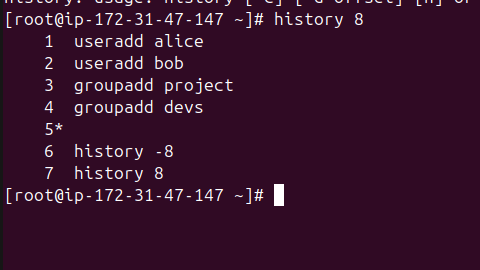 history: usage: history [-c] [-d offset] [n] or
[root@ip-172-31-47-147 ~]# history 8
1 useradd alice
2 useradd bob
3 groupadd project
4 groupadd devs
5*
6 history -8
7 history 8
[root@ip-172-31-47-147 ~]#